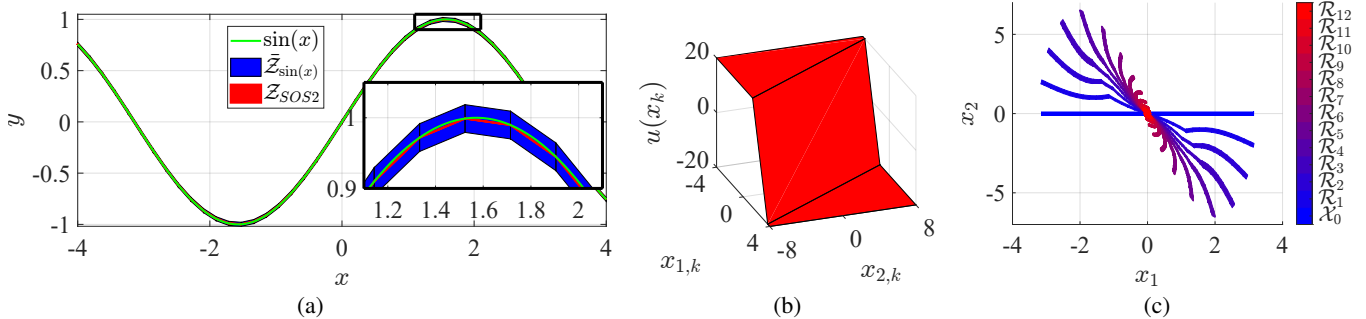 1
0.5
0
-0.5
-1
y
-4
-2
0
2
4
x
sin(x)
Z̄sin(x)
ZSOS2
1
0.9
1.2
1.4
1.6
1.8
2
(a)
20
0
-20
u(xk)
-4
0
4
x1,k
-8
0
8
x2,k
(b)
5
0
-5
x2
-4
-2
0
2
4
x1
R12
R11
R10
R9
R8
R7
R6
R5
R4
R3
R2
R1
X0
(c)